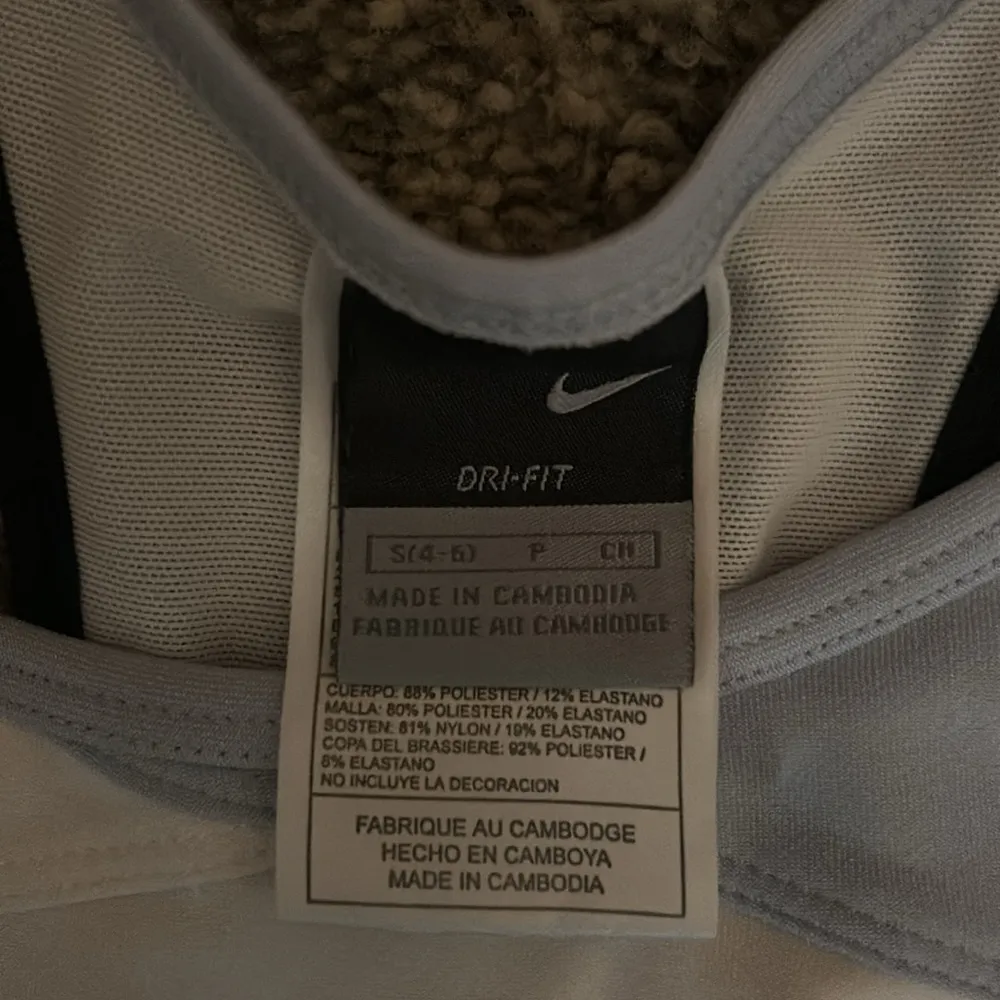 DRI-FIT
S(4-6) P CH
MADE IN CAMBODIA
FABRIQUE AU CAMBODGE
CUERPO: 88% POLIESTER / 12% ELASTANO
MALLA: 80% POLIESTER / 20% ELASTANO
SOSTEN: 81% NYLON / 19% ELASTANO
COPA DEL BRASSIERE: 92% POLIESTER /
8% ELASTANO
NO INCLUYE LA DECORACION
FABRIQUE AU CAMBODGE
HECHO EN CAMBOYA
MADE IN CAMBODIA